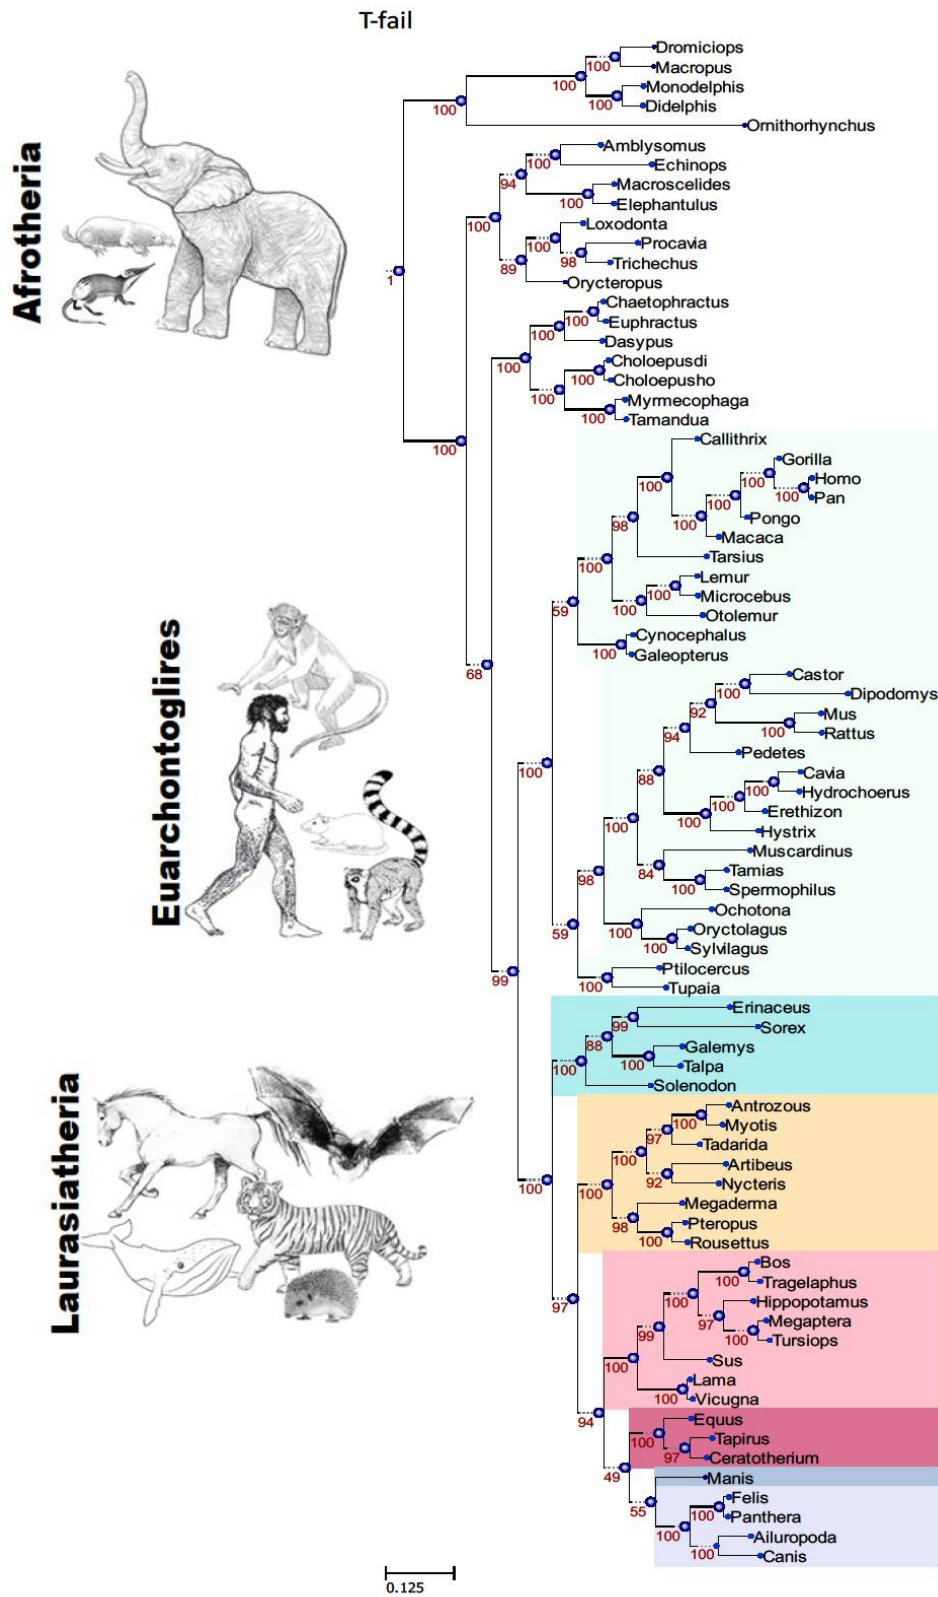 T-fail
Afrotheria
Euarchontoglires
Laurasiatheria
Dromiciops
100
Macropus
100
Monodelphis
100
Didelphis
100
Ornithorhynchus
Amblysomus
100
Echinops
94
Macroscelides
100
Elephantulus
100
Loxodonta
100
Procavia
98
Trichechus
89
1
Orycteropus
Chaetophractus
100
Euphractus
100
Dasypus
100
Choloepusdi
100
Choloepusho
100
Myrmecophaga
100
Tamandua
100
Callithrix
Gorilla
100
100
Homo
100
Pan
100
Pongo
98
100
Macaca
Tarsius
100
Lemur
100
Microcebus
59
100
Otolemur
Cynocephalus
100
Galeopterus
68
Castor
100
Dipodomys
92
Mus
100
Rattus
94
Pedetes
100
88
Cavia
100
Hydrochoerus
100
Erethizon
100
100
Hystrix
Muscardinus
84
Tamias
98
100
Spermophilus
Ochotona
59
100
Oryctolagus
100
Sylvilagus
Ptilocercus
99
100
Tupaia
Erinaceus
99
Sorex
88
Galemys
100
100
Talpa
Solenodon
Antrozous
100
Myotis
97
Tadarida
100
Artibeus
92
100
100
Nycteris
Megaderma
98
Pteropus
100
Rousettus
Bos
100
Tragelaphus
100
97
Hippopotamus
97
Megaptera
99
100
Tursiops
100
Sus
Lama
100
Vicugna
94
Equus
100
Tapirus
97
Ceratotherium
49
Manis
55
Felis
100
Panthera
100
Ailuropoda
100
Canis
0.125